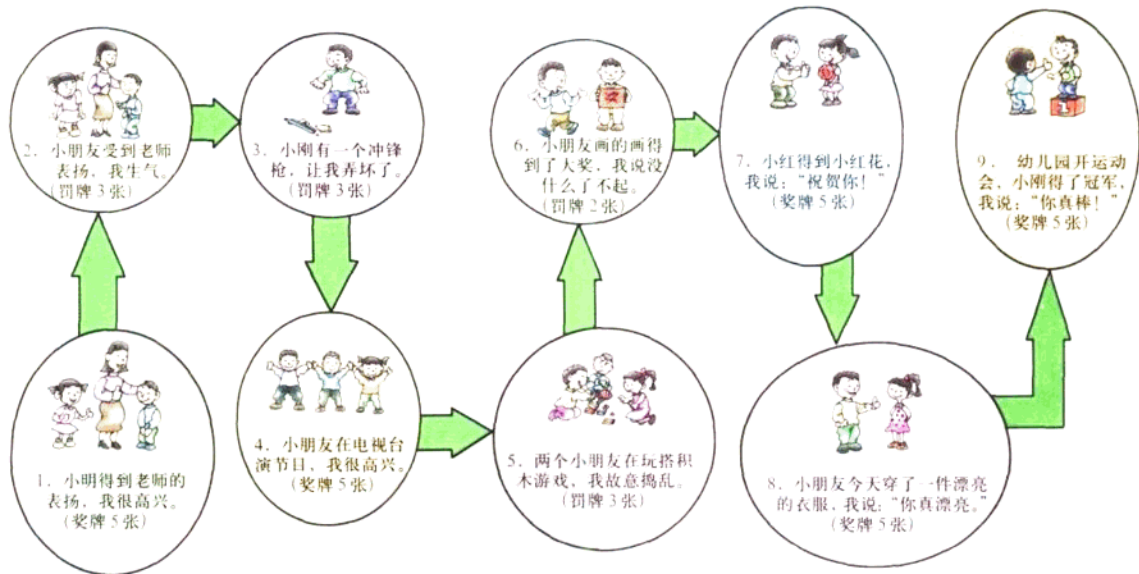 1. 小明得到老师的
表扬，我很高兴。
(奖牌5张)
2. 小朋友受到老师
表扬，我生气。
(罚牌3张)
3. 小刚有一个冲锋
枪，让我弄坏了。
(罚牌3张)
4. 小朋友在电视台
演节目，我很高兴。
(奖牌5张)
5. 两个小朋友在玩搭积
木游戏，我故意捣乱。
(罚牌3张)
6. 小朋友画的画得
到了大奖，我说没
什么了不起。
(罚牌2张)
7. 小红得到小红花，
我说：“祝贺你！”
(奖牌5张)
8. 小朋友今天穿了一件漂亮
的衣服，我说：“你真漂亮。”
(奖牌5张)
9. 幼儿园开运动
会，小刚得了冠军，
我说：“你真棒！”
(奖牌5张)
1